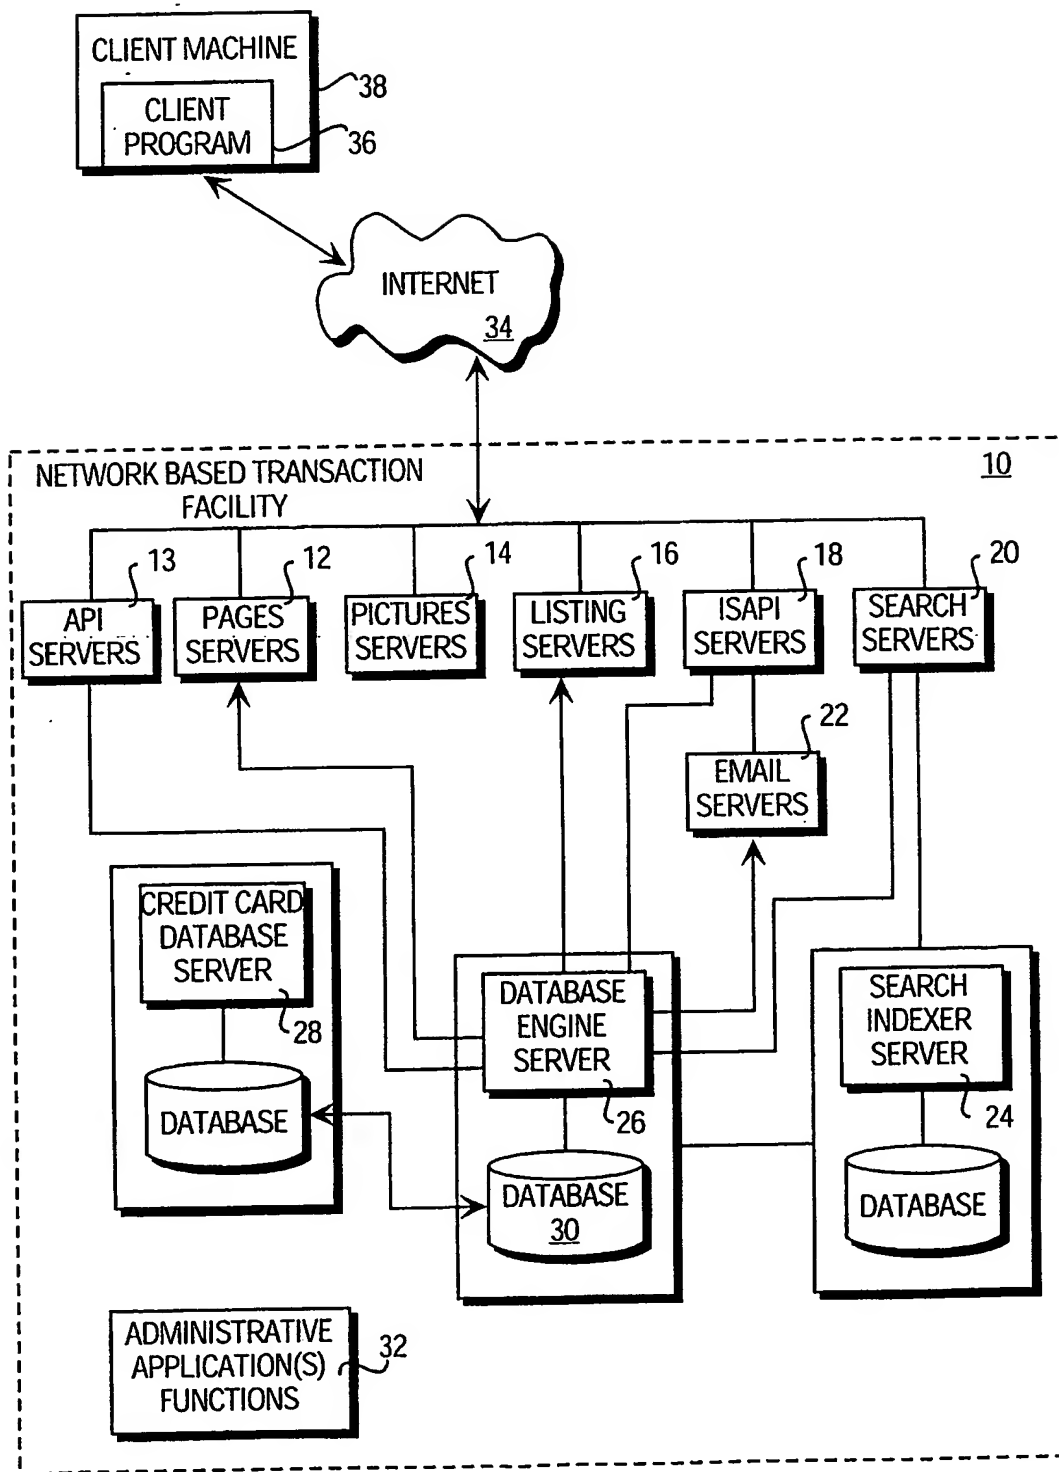 CLIENT MACHINE
38
CLIENT
PROGRAM
36
INTERNET
34
NETWORK BASED TRANSACTION
FACILITY
10
13
12
14
16
18
20
API
SERVERS
PAGES
SERVERS
PICTURES
SERVERS
LISTING
SERVERS
ISAPI
SERVERS
SEARCH
SERVERS
22
EMAIL
SERVERS
CREDIT CARD
DATABASE
SERVER
28
DATABASE
DATABASE
ENGINE
SERVER
26
DATABASE
30
SEARCH
INDEXER
SERVER
24
DATABASE
ADMINISTRATIVE
APPLICATION(S)
FUNCTIONS
32